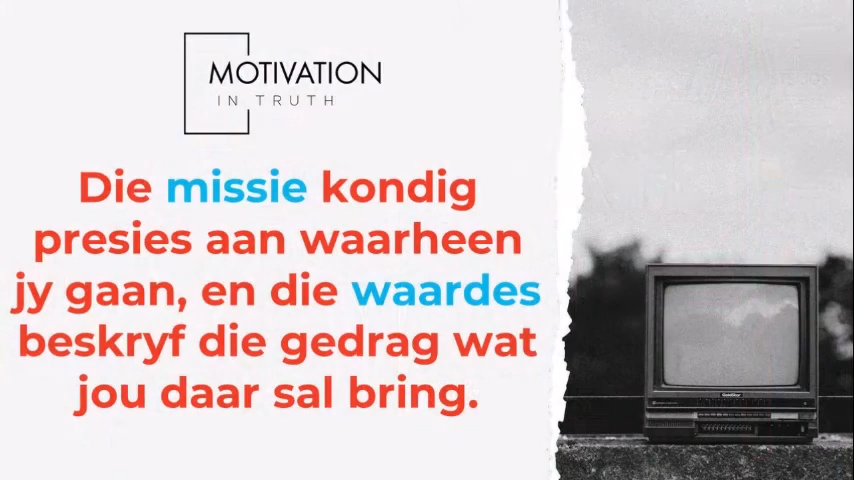 MOTIVATION
IN TRUTH
Die missie kondig
presies aan waarheen
jy gaan, en die waardes
beskryf die gedrag wat
jou daar sal bring.
GoldStar